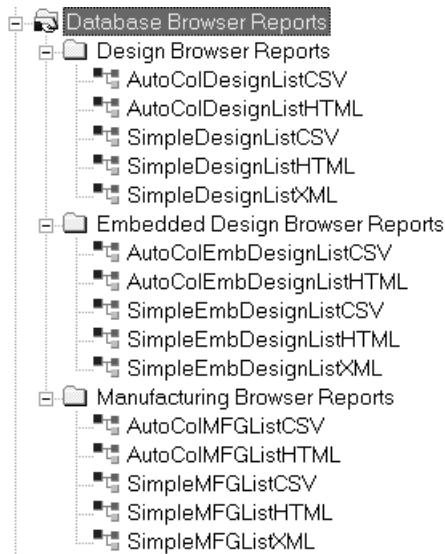 Database Browser Reports
Design Browser Reports
AutoColDesignListCSV
AutoColDesignListHTML
SimpleDesignListCSV
SimpleDesignListHTML
SimpleDesignListXML
Embedded Design Browser Reports
AutoColEmbDesignListCSV
AutoColEmbDesignListHTML
SimpleEmbDesignListCSV
SimpleEmbDesignListHTML
SimpleEmbDesignListXML
Manufacturing Browser Reports
AutoColMFGListCSV
AutoColMFGListHTML
SimpleMFGListCSV
SimpleMFGListHTML
SimpleMFGListXML